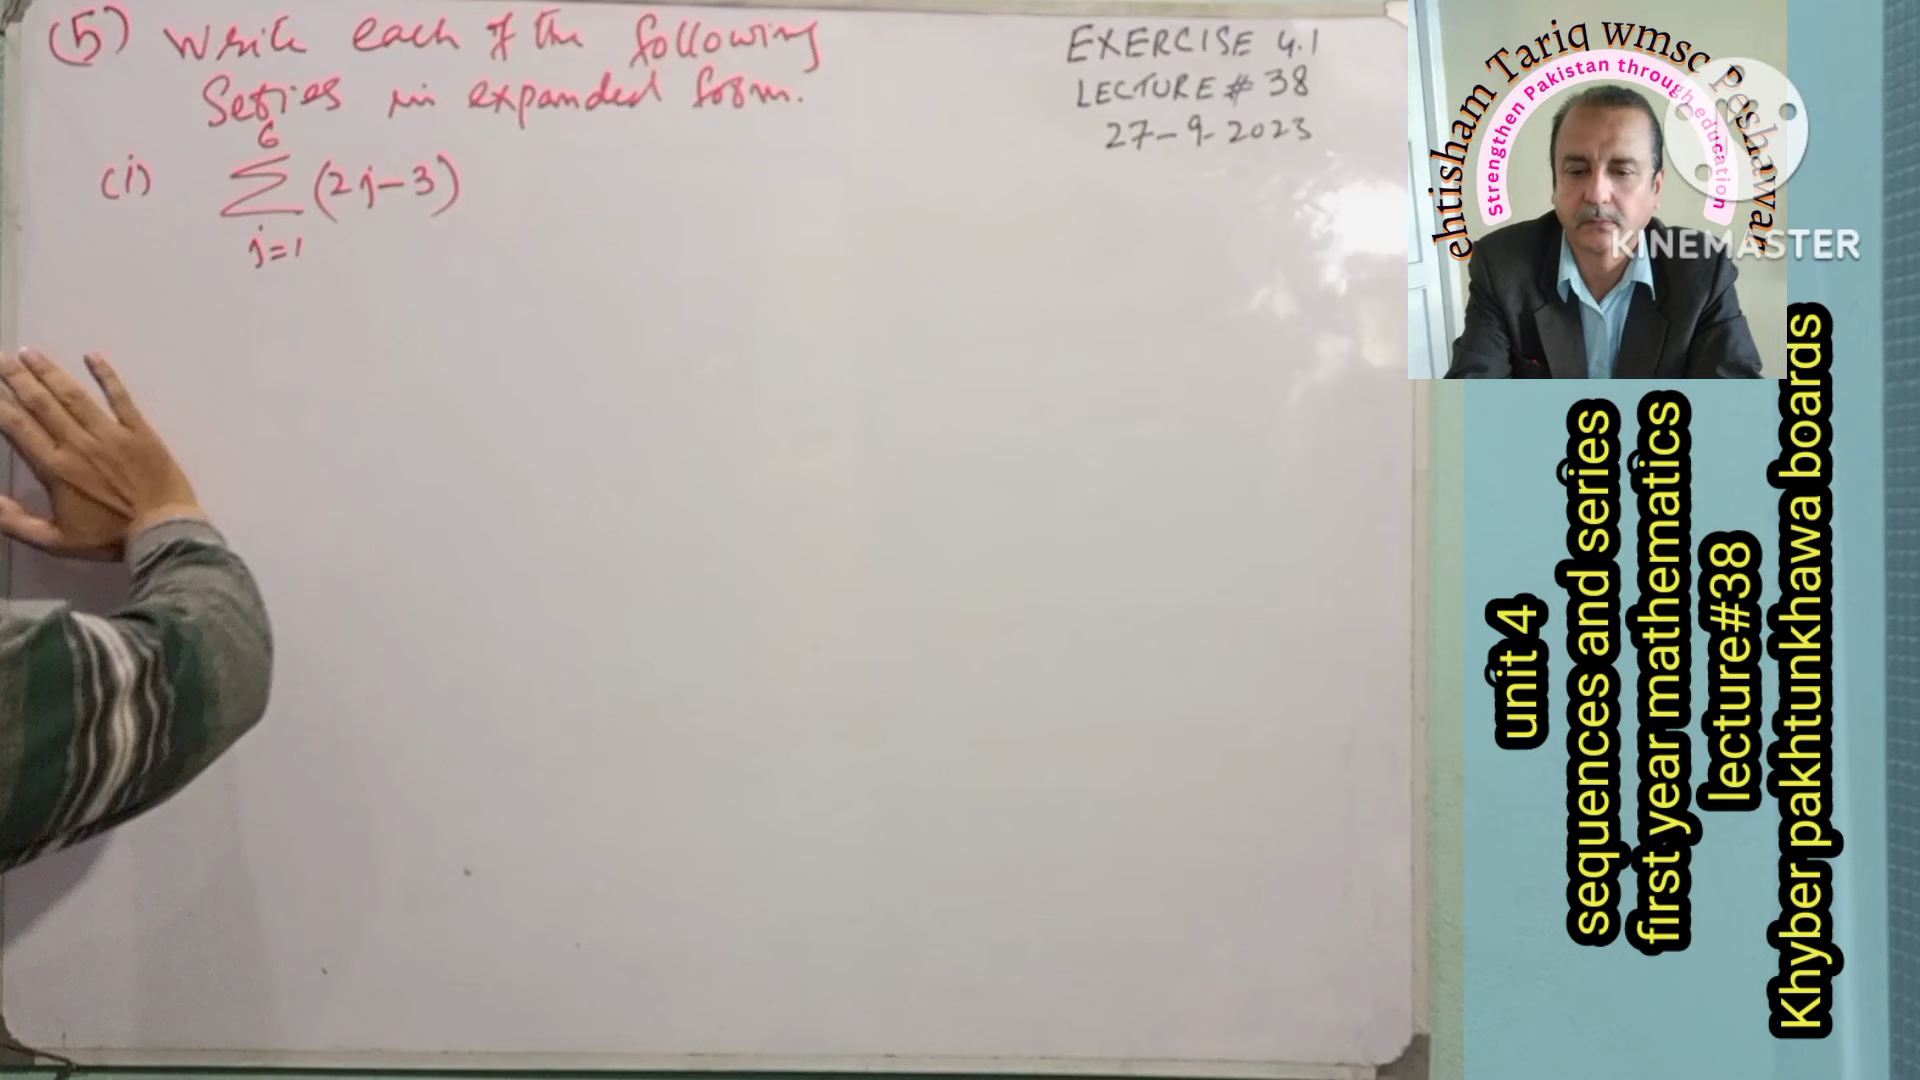 (5) Write each of the following
Series in expanded form.
6
(i) ∑ (2j-3)
j=1
EXERCISE 4.1
LECTURE # 38
27-9-2023
ehtisham Tariq wmsc Peshawar
Strengthen Pakistan through education
KINEMASTER
unit 4
sequences and series
first year mathematics
lecture#38
Khyber pakhtunkhawa boards